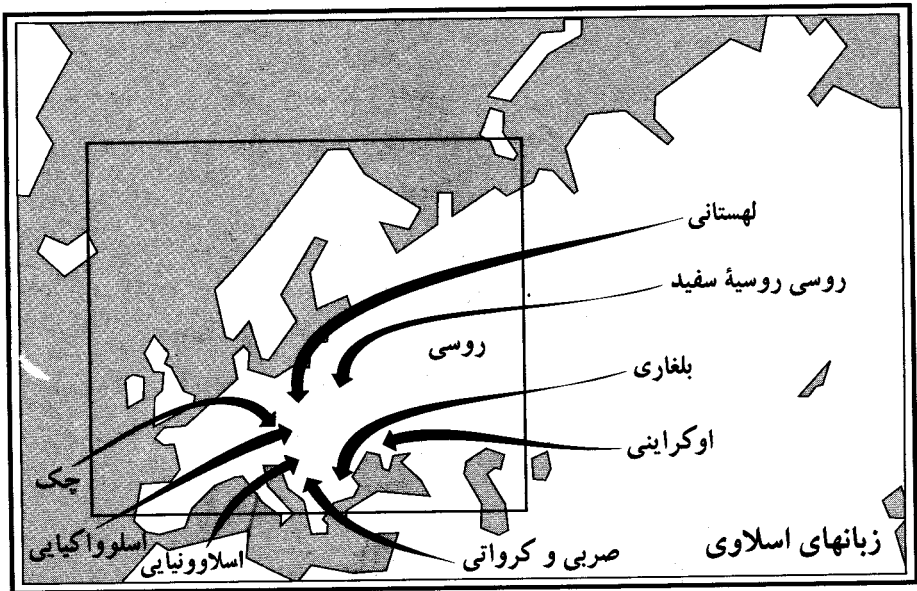 لهستانی
روسی روسیهٔ سفید
روسی
بلغاری
اوکراینی
چک
اسلوواکیایی
اسلاوونیایی
صربی و کرواتی
زبانهای اسلاوی